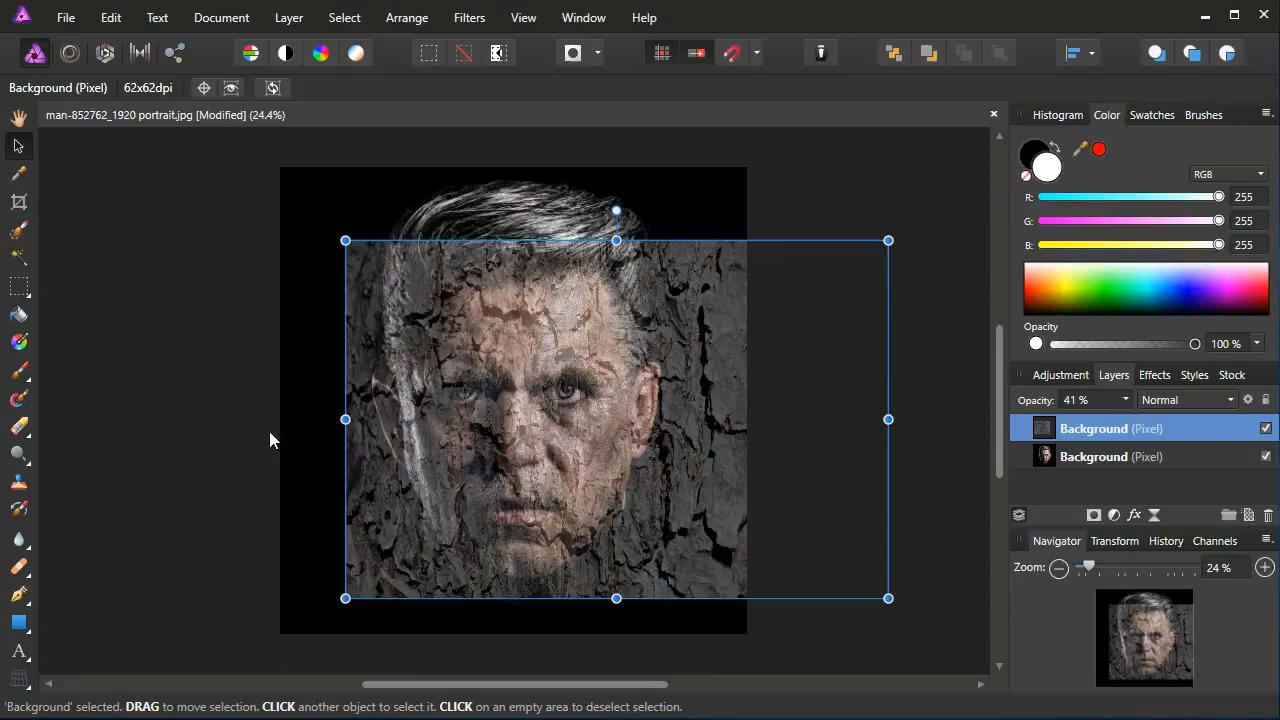 File Edit Text Document Layer Select Arrange Filters View Window Help
Background (Pixel) 62x62dpi
man-852762_1920 portrait.jpg [Modified] (24.4%)
Histogram Color Swatches Brushes
RGB
R: 255
G: 255
B: 255
Opacity
100 %
Adjustment Layers Effects Styles Stock
Opacity: 41 % Normal
Background (Pixel)
Background (Pixel)
fx
Navigator Transform History Channels
Zoom: 24 %
A
'Background' selected. DRAG to move selection. CLICK another object to select it. CLICK on an empty area to deselect selection.